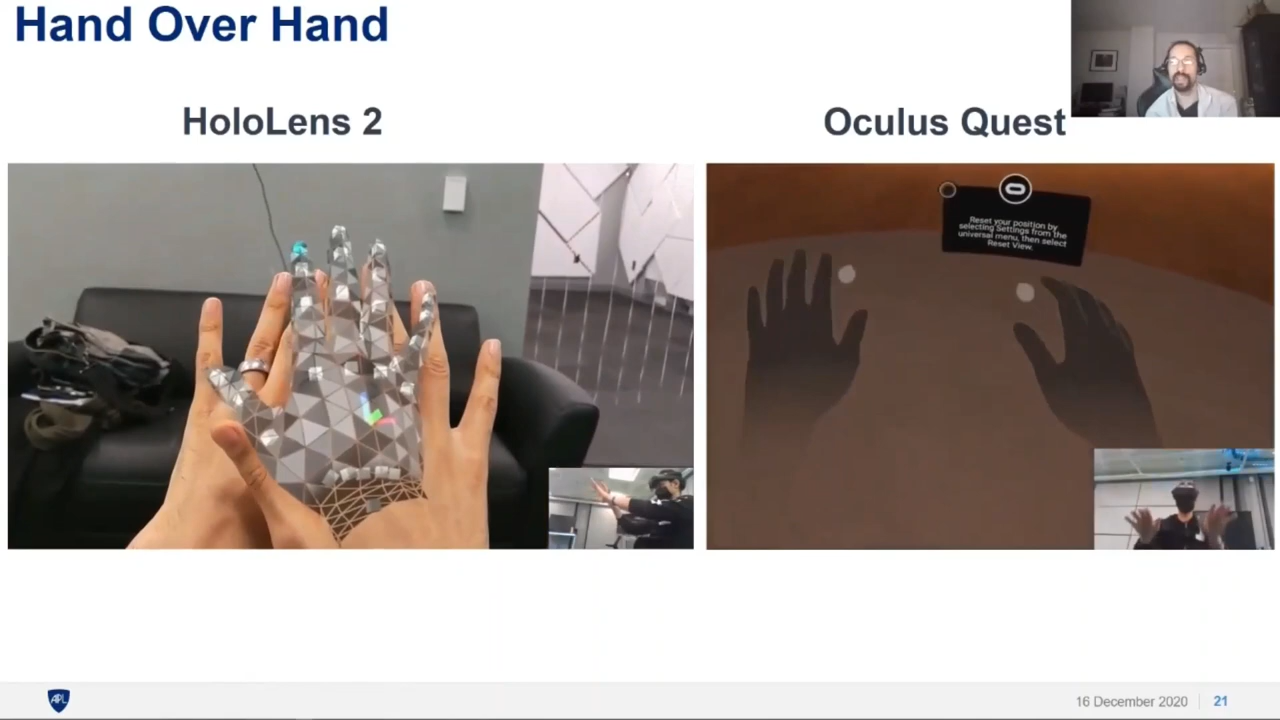 Hand Over Hand
HoloLens 2
Oculus Quest
Reset your position by
selecting Settings from the
universal menu, then select
Reset View.
APL
16 December 2020
21